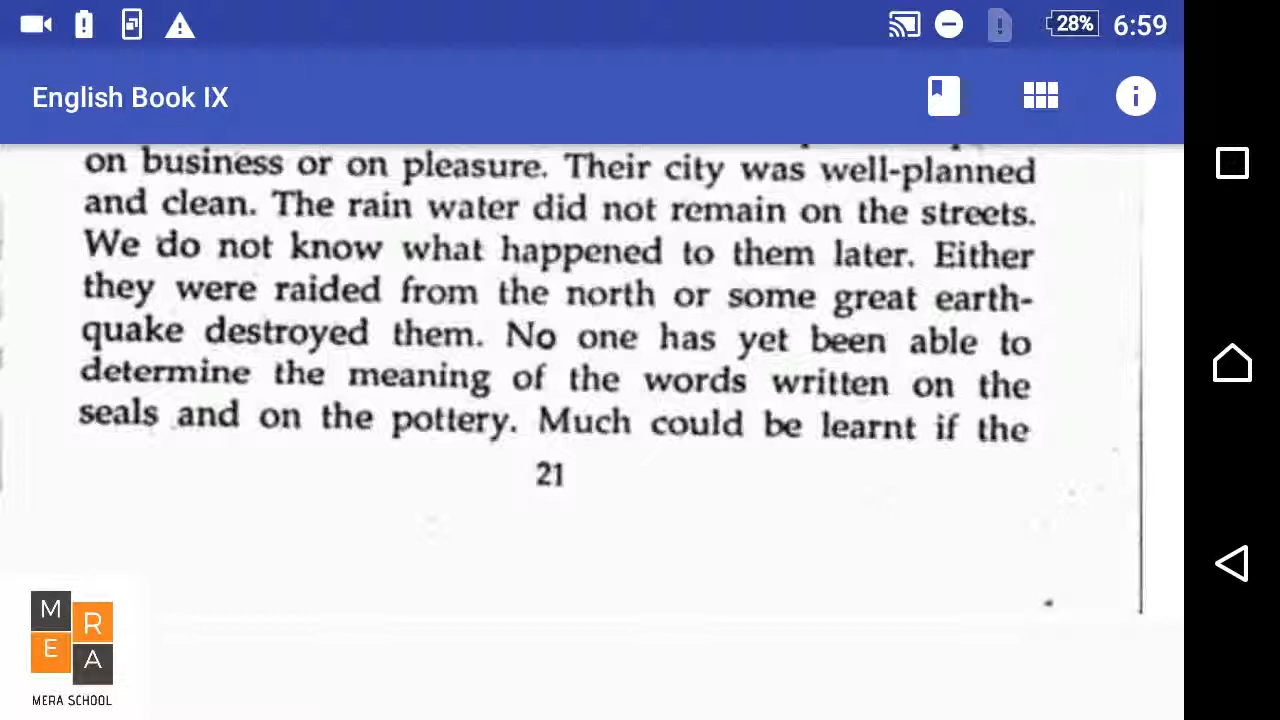 28% 6:59
English Book IX
on business or on pleasure. Their city was well-planned
and clean. The rain water did not remain on the streets.
We do not know what happened to them later. Either
they were raided from the north or some great earth-
quake destroyed them. No one has yet been able to
determine the meaning of the words written on the
seals and on the pottery. Much could be learnt if the
21
M
R
E
A
MERA SCHOOL